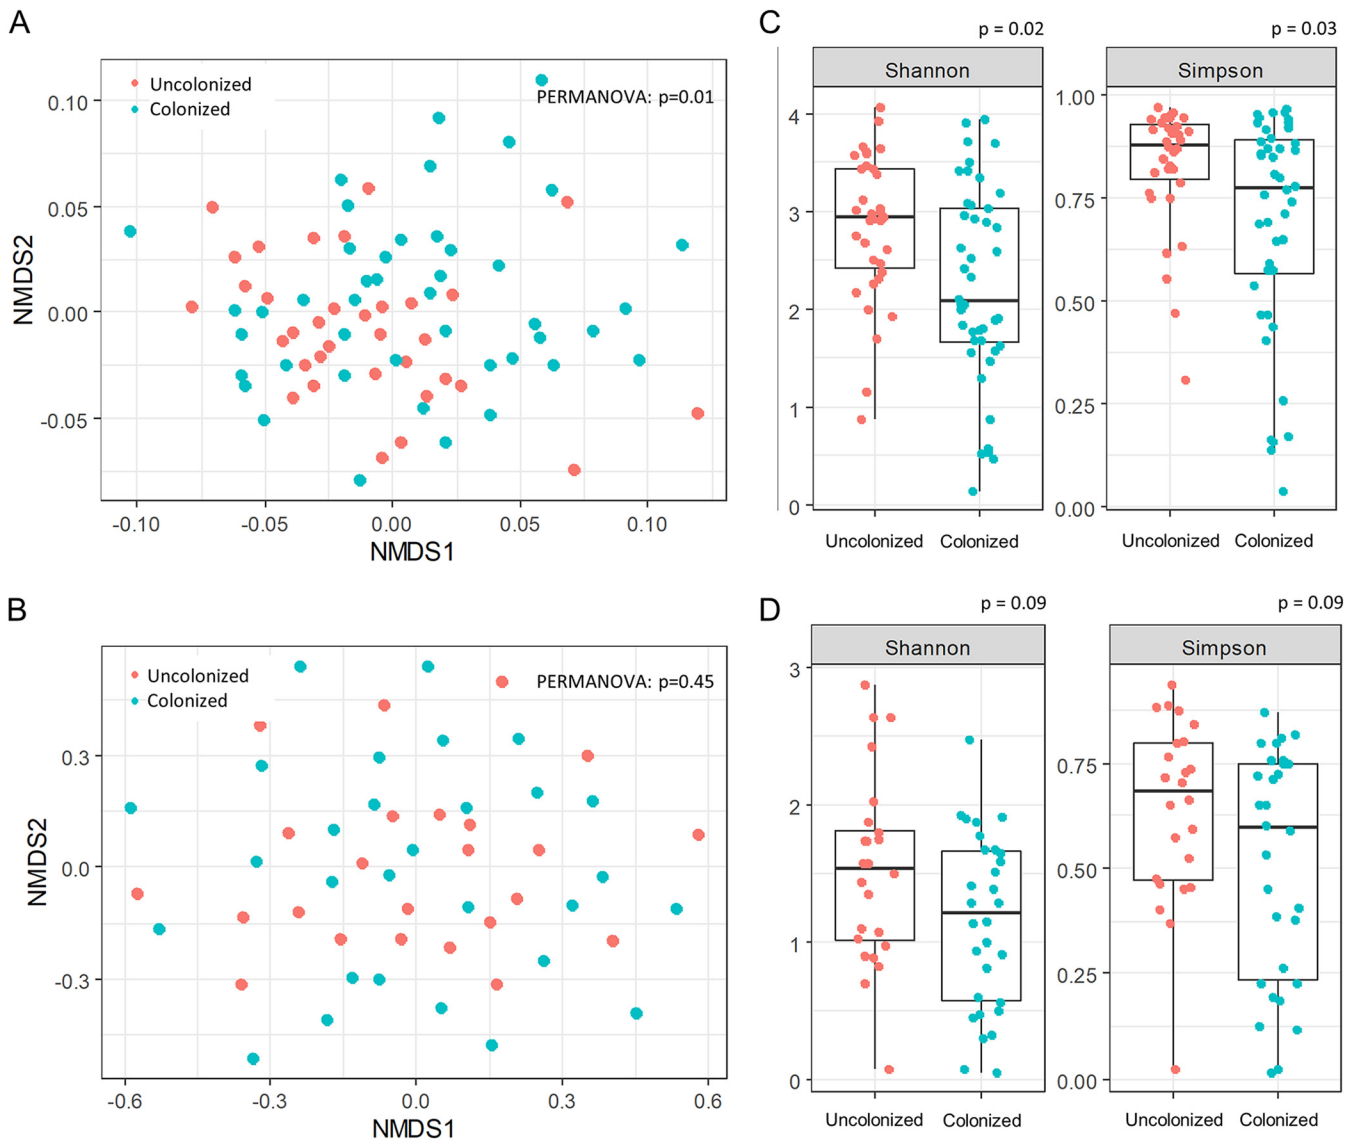 A
Uncolonized
Colonized
PERMANOVA: p=0.01
NMDS2
0.10
0.05
0.00
-0.05
-0.10
-0.05
0.00
0.05
0.10
NMDS1
B
Uncolonized
Colonized
PERMANOVA: p=0.45
NMDS2
0.3
0.0
-0.3
-0.6
-0.3
0.0
0.3
0.6
NMDS1
C
p = 0.02
Shannon
4
3
2
1
0
Uncolonized
Colonized
p = 0.03
Simpson
1.00
0.75
0.50
0.25
0.00
Uncolonized
Colonized
D
p = 0.09
Shannon
3
2
1
0
Uncolonized
Colonized
p = 0.09
Simpson
0.75
0.50
0.25
0.00
Uncolonized
Colonized